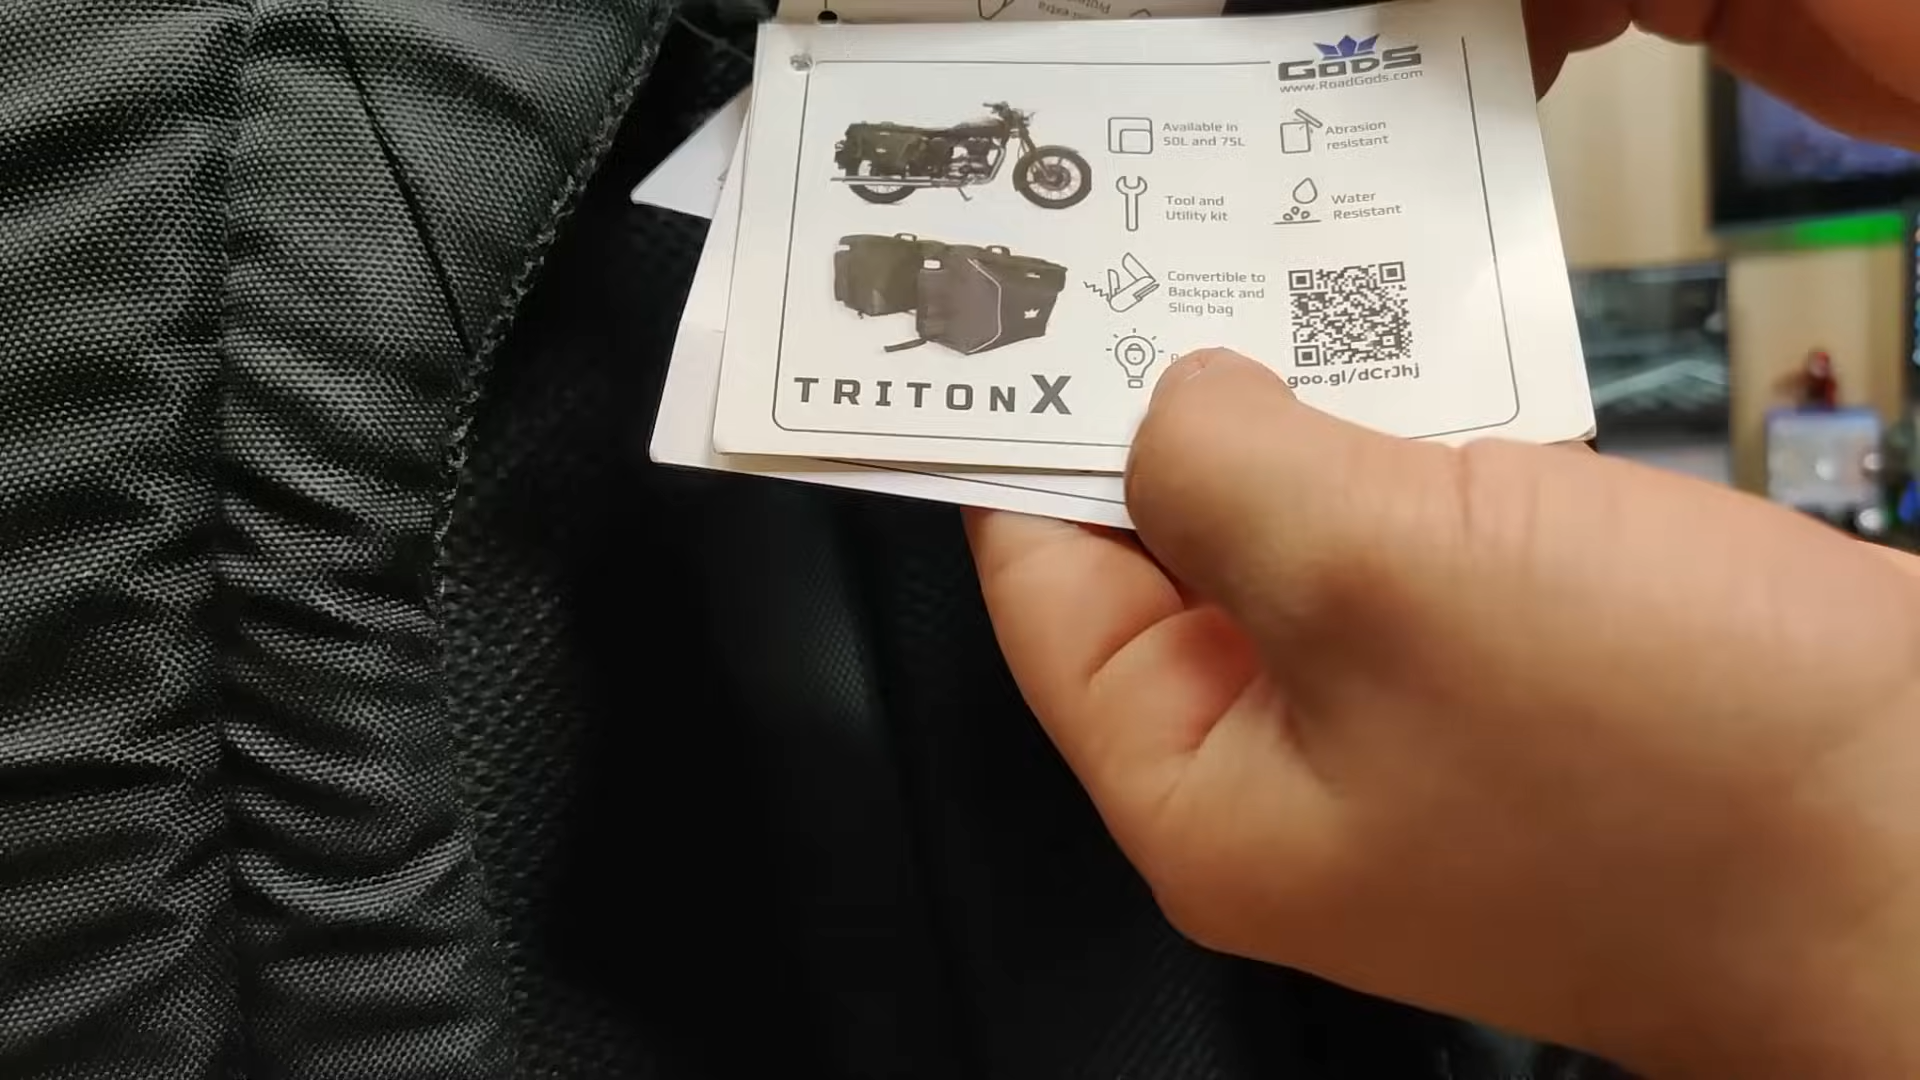 GODS
www.RoadGods.com
Available in
50L and 75L
Abrasion
resistant
Tool and
Utility kit
Water
Resistant
Convertible to
Backpack and
Sling bag
goo.gl/dCrJhj
TRITON X